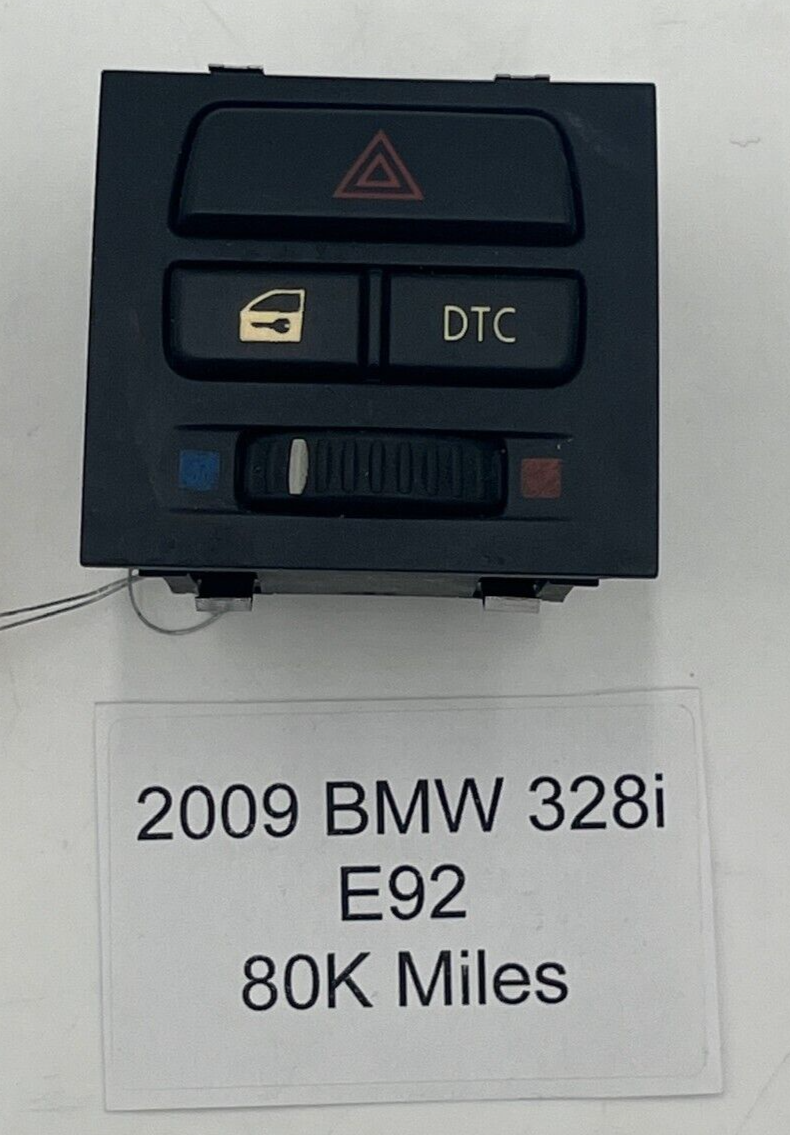 DTC
2009 BMW 328i
E92
80K Miles